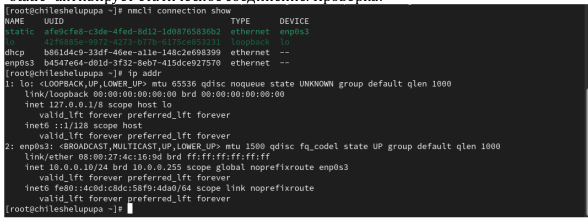 [root@chileshelupupa ~]# nmcli connection show
NAME    UUID                                  TYPE      DEVICE
static  afe9cfe8-c3de-4fed-8d12-1d08765836b2  ethernet  enp0s3
lo      42f6885e-9972-4273-b77b-6175ce853231  loopback  lo
dhcp    b861d4c9-33df-46ee-a11e-148c2e698399  ethernet  --
enp0s3  b4547e64-d01d-3f32-8eb7-415dce927570  ethernet  --
[root@chileshelupupa ~]# ip addr
1: lo: <LOOPBACK,UP,LOWER_UP> mtu 65536 qdisc noqueue state UNKNOWN group default qlen 1000
    link/loopback 00:00:00:00:00:00 brd 00:00:00:00:00:00
    inet 127.0.0.1/8 scope host lo
       valid_lft forever preferred_lft forever
    inet6 ::1/128 scope host
       valid_lft forever preferred_lft forever
2: enp0s3: <BROADCAST,MULTICAST,UP,LOWER_UP> mtu 1500 qdisc fq_codel state UP group default qlen 1000
    link/ether 08:00:27:4c:16:9d brd ff:ff:ff:ff:ff:ff
    inet 10.0.0.10/24 brd 10.0.0.255 scope global noprefixroute enp0s3
       valid_lft forever preferred_lft forever
    inet6 fe80::4c0d:c8dc:58f9:4da0/64 scope link noprefixroute
       valid_lft forever preferred_lft forever
[root@chileshelupupa ~]#